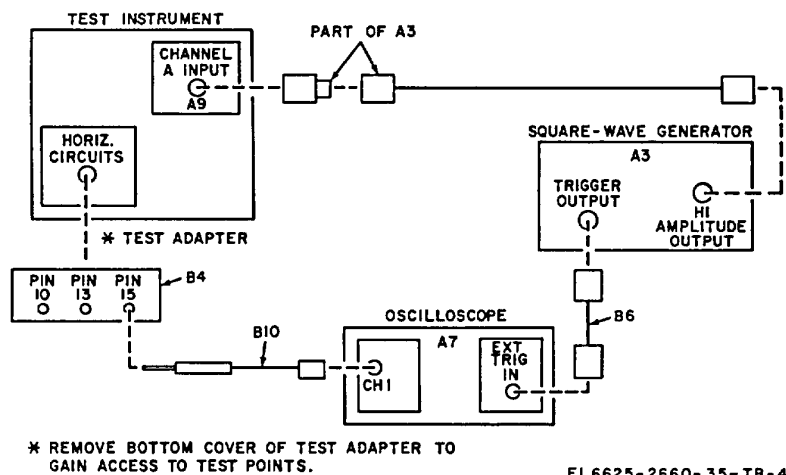 TEST INSTRUMENT
PART OF A3
CHANNEL
A INPUT
A9
HORIZ.
CIRCUITS
SQUARE-WAVE GENERATOR
A3
TRIGGER
OUTPUT
HI
AMPLITUDE
OUTPUT
* TEST ADAPTER
B4
PIN
10
PIN
13
PIN
15
B10
OSCILLOSCOPE
A7
CH1
EXT
TRIG
IN
B6
* REMOVE BOTTOM COVER OF TEST ADAPTER TO
GAIN ACCESS TO TEST POINTS.
EL6625-2660-35-TB-4